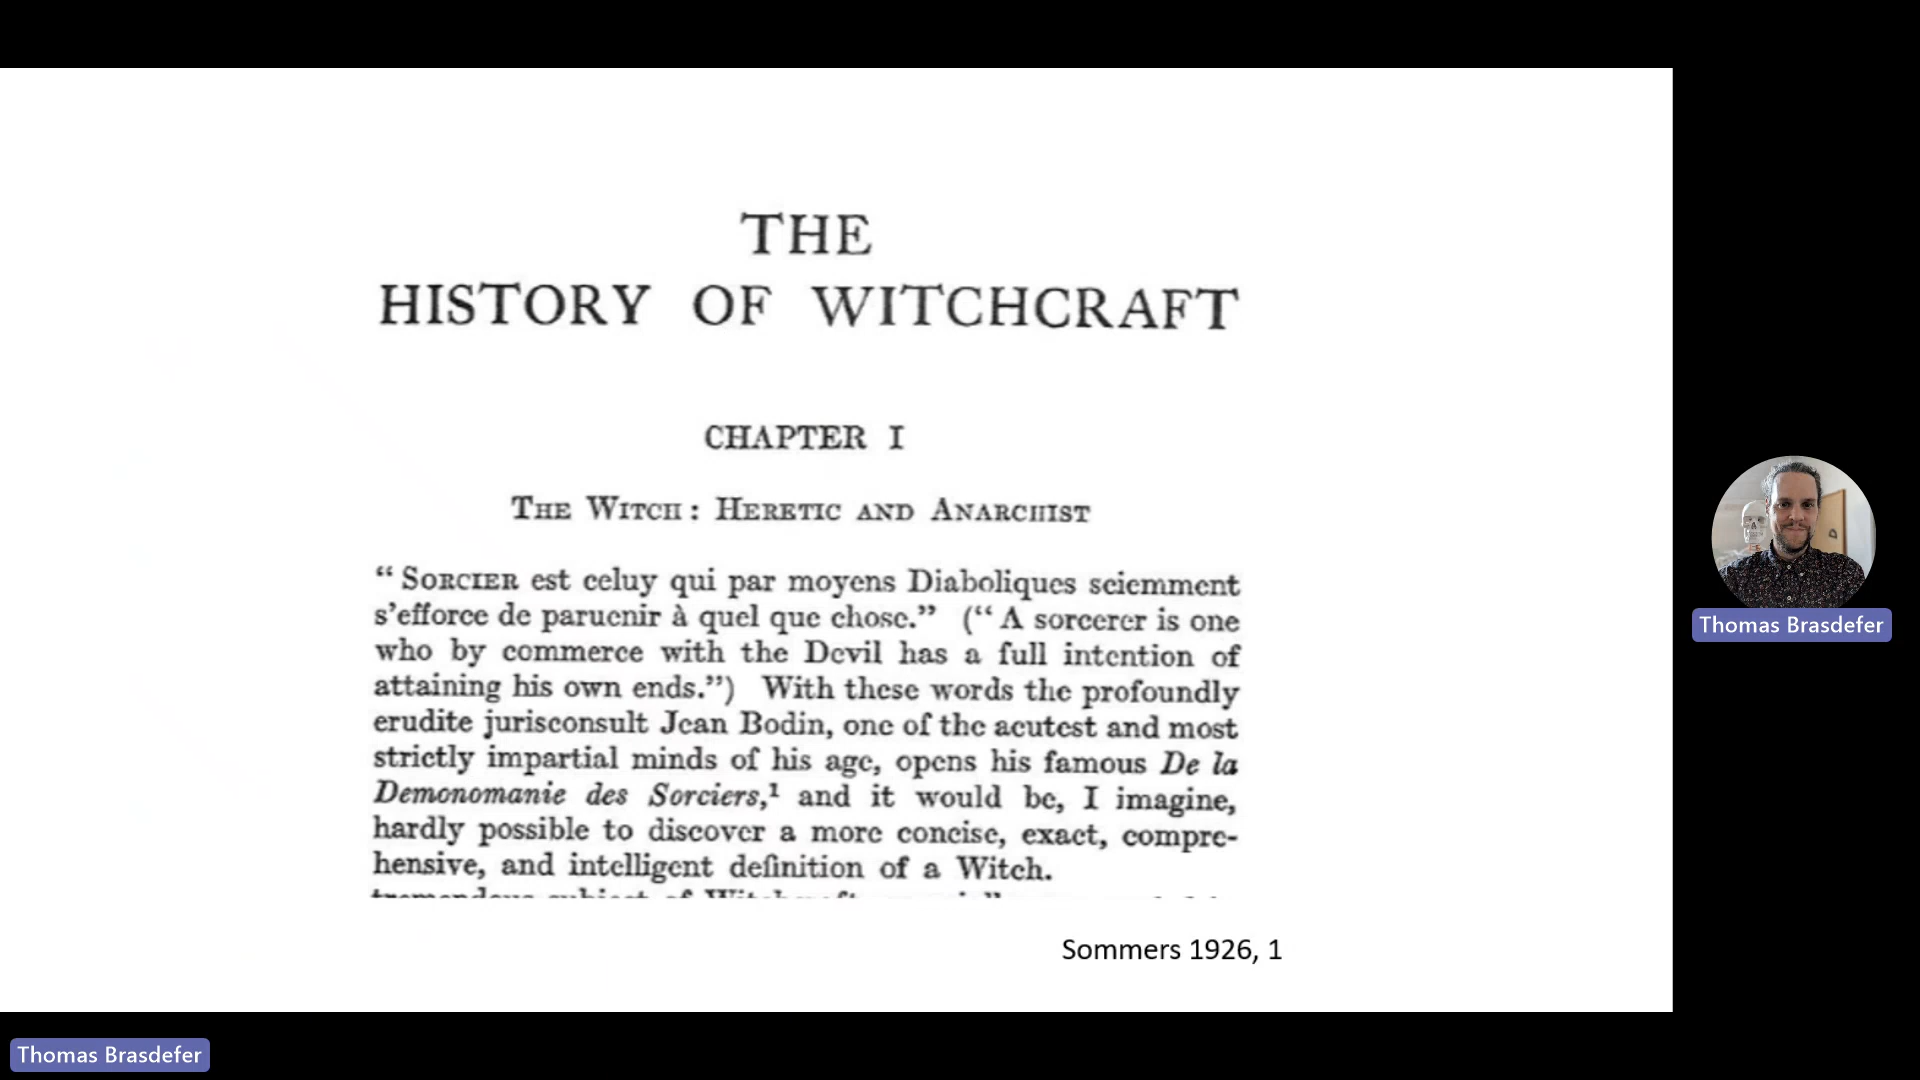 THE
HISTORY OF WITCHCRAFT
CHAPTER I
THE WITCH: HERETIC AND ANARCHIST
“SORCIER est celuy qui par moyens Diaboliques sciemment
s’efforce de paruenir à quel que chose.” (“A sorcerer is one
who by commerce with the Devil has a full intention of
attaining his own ends.”) With these words the profoundly
erudite jurisconsult Jean Bodin, one of the acutest and most
strictly impartial minds of his age, opens his famous De la
Demonomanie des Sorciers,¹ and it would be, I imagine,
hardly possible to discover a more concise, exact, compre-
hensive, and intelligent definition of a Witch.
tremendous subject of Witchcraft
Sommers 1926, 1
Thomas Brasdefer
Thomas Brasdefer